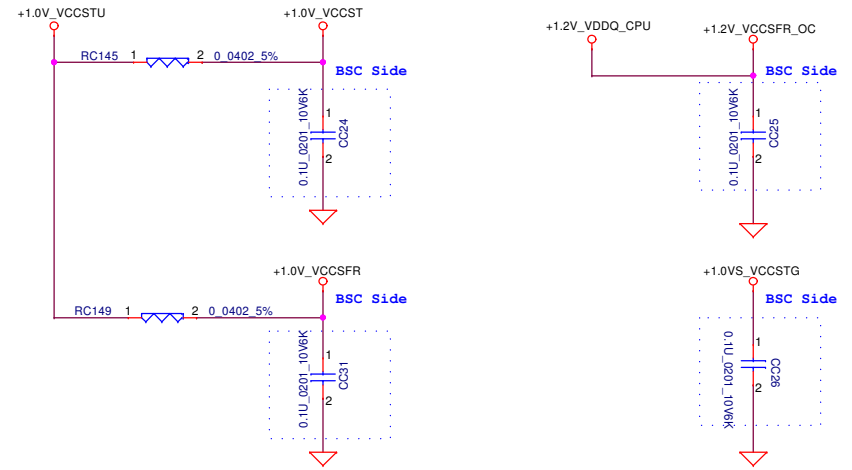 +1.0V_VCCSTU
+1.0V_VCCST
RC145
1
2
0_0402_5%
BSC Side
0.1U_0201_10V6K
1
CC24
2
+1.2V_VDDQ_CPU
+1.2V_VCCSFR_OC
BSC Side
0.1U_0201_10V6K
1
CC25
2
+1.0V_VCCSFR
BSC Side
RC149
1
2
0_0402_5%
0.1U_0201_10V6K
1
CC31
2
+1.0VS_VCCSTG
BSC Side
0.1U_0201_10V6K
1
CC26
2